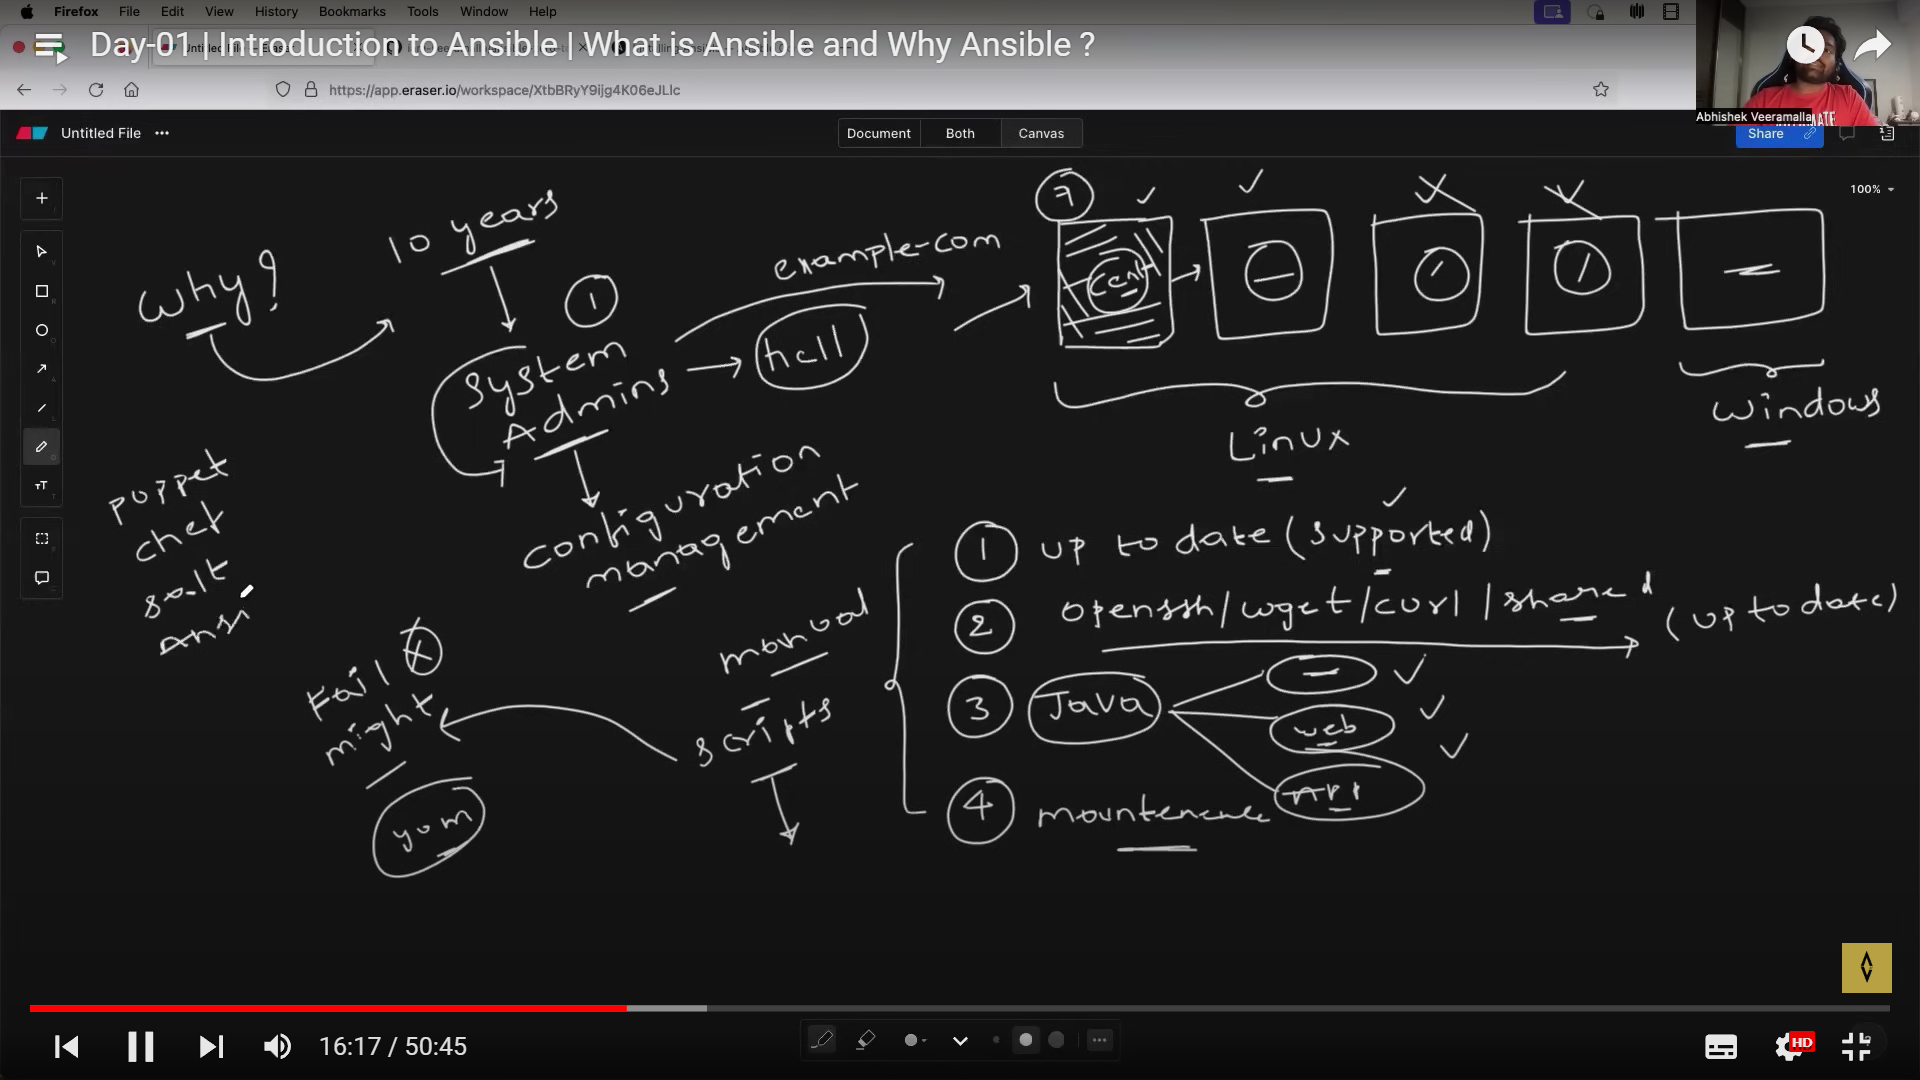 Firefox File Edit View History Bookmarks Tools Window Help
Day-01 | Introduction to Ansible | What is Ansible and Why Ansible ?
https://app.eraser.io/workspace/XtbBRyY9ijg4K06eJLlc
Abhishek Veeramalla
Untitled File
Document Both Canvas
Share
100%
Why?
10 years
1
System
Admins
example.com
hall
configuration
management
7
cent
Linux
Windows
puppet
chef
salt
Ansi
Fail
might
yum
manual
scripts
1 up to date (supported)
2 openssh/wget/curl/shared (up to date)
3 Java
web
API
4 maintenence
16:17 / 50:45
HD